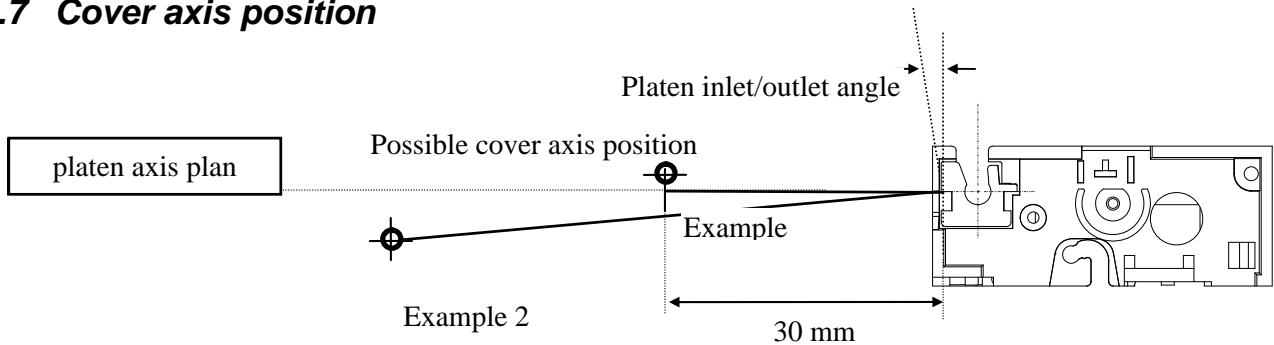 .7 Cover axis position
Platen inlet/outlet angle
Possible cover axis position
platen axis plan
Example
Example 2
30 mm